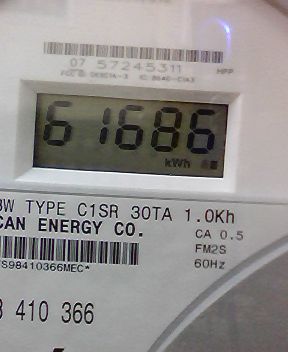 07 57245311
61686
kWh
3W TYPE C1SR 30TA 1.0Kh
CAN ENERGY CO.
CA 0.5
FM2S
60Hz
S98410366MEC*
410 366